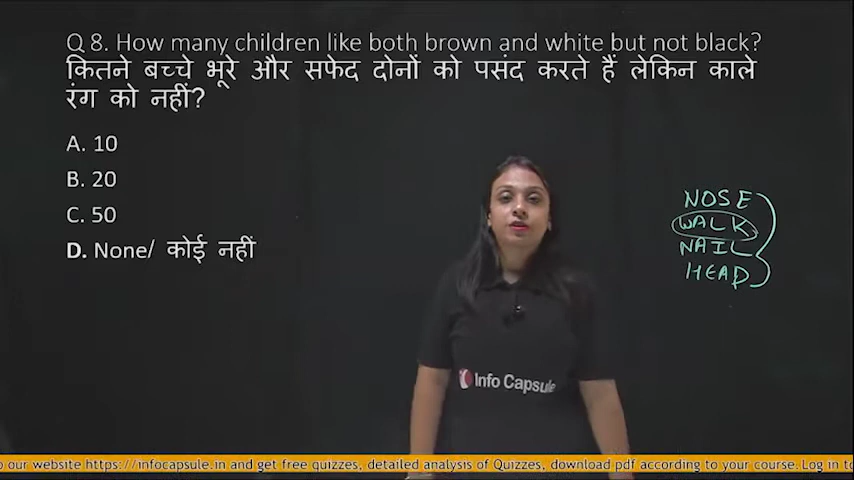 Q 8. How many children like both brown and white but not black?
कितने बच्चे भूरे और सफेद दोनों को पसंद करते हैं लेकिन काले
रंग को नहीं?
A. 10
B. 20
C. 50
D. None/ कोई नहीं
NOSE
WALK
NAIL
HEAD
Info Capsule
o our website https://infocapsule.in and get free quizzes, detailed analysis of Quizzes, download pdf according to your course. Log in to